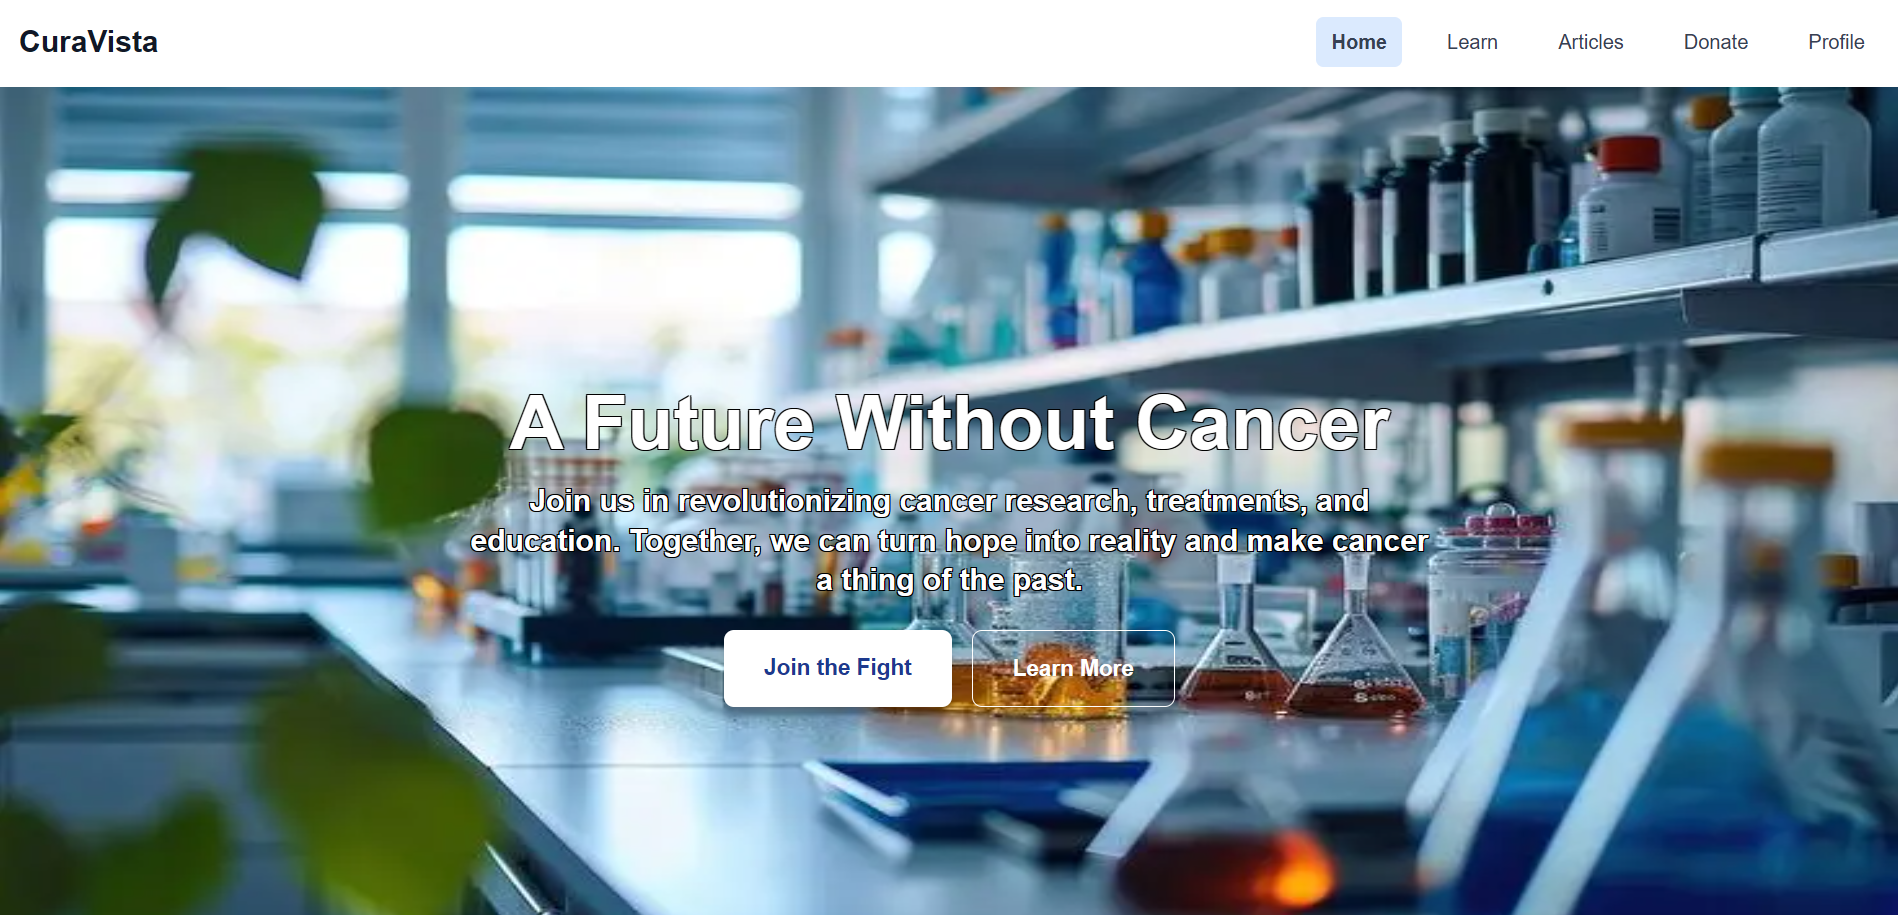 CuraVista
Home
Learn
Articles
Donate
Profile
A Future Without Cancer
Join us in revolutionizing cancer research, treatments, and
education. Together, we can turn hope into reality and make cancer
a thing of the past.
Join the Fight
Learn More